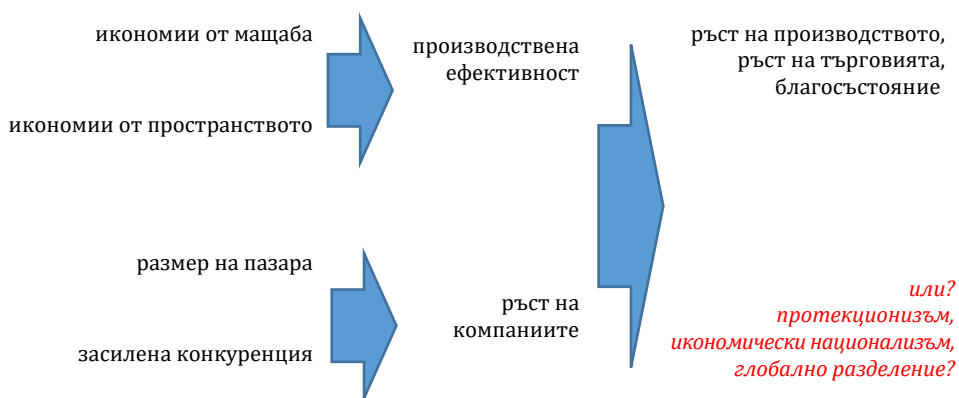 икономии от мащаба
икономии от пространството
производствена
ефективност
ръст на производството,
ръст на търговията,
благосъстояние
размер на пазара
засилена конкуренция
ръст на
компаниите
или?
протекционизъм,
икономически национализъм,
глобално разделение?